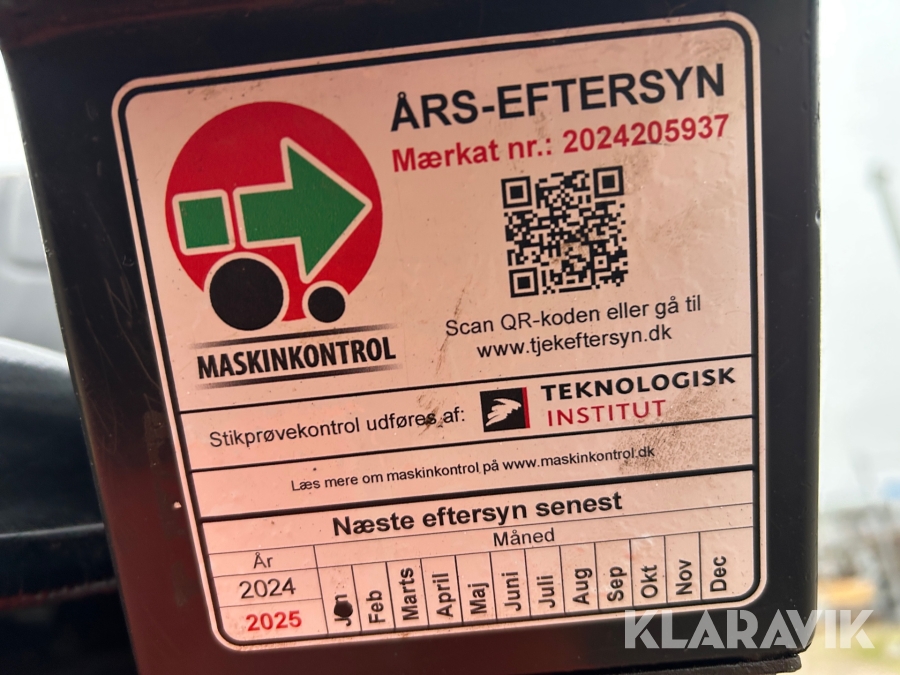 ÅRS-EFTERSYN
Mærkat nr.: 2024205937
Scan QR-koden eller gå til
www.tjekeftersyn.dk
MASKINKONTROL
Stikprøvekontrol udføres af:
TEKNOLOGISK
INSTITUT
Læs mere om maskinkontrol på www.maskinkontrol.dk
Næste eftersyn senest
År
Måned
2024
2025
Jan Feb Marts April Maj Juni Juli Aug Sep Okt Nov Dec
KLARAVIK